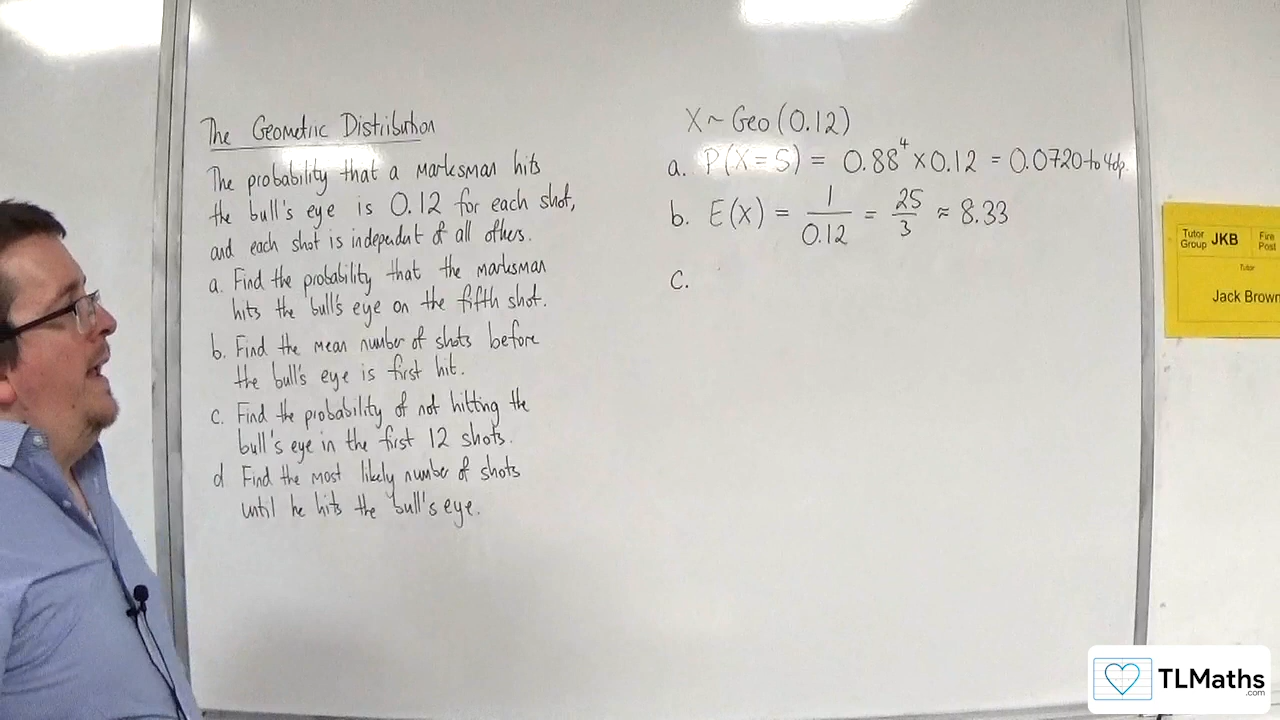 The Geometric Distribution
The probability that a marksman hits
the bull's eye is 0.12 for each shot,
and each shot is independent of all others.
a. Find the probability that the marksman
hits the bull's eye on the fifth shot.
b. Find the mean number of shots before
the bull's eye is first hit.
c. Find the probability of not hitting the
bull's eye in the first 12 shots.
d Find the most likely number of shots
until he hits the bull's eye.
X ~ Geo (0.12)
a. P(X = 5) = 0.88⁴ × 0.12 = 0.0720 to 4dp.
b. E(X) = 1/0.12 = 25/3 ≈ 8.33
c.
Tutor Group JKB Fire Post
Tutor
Jack Brown
TLMaths
.com